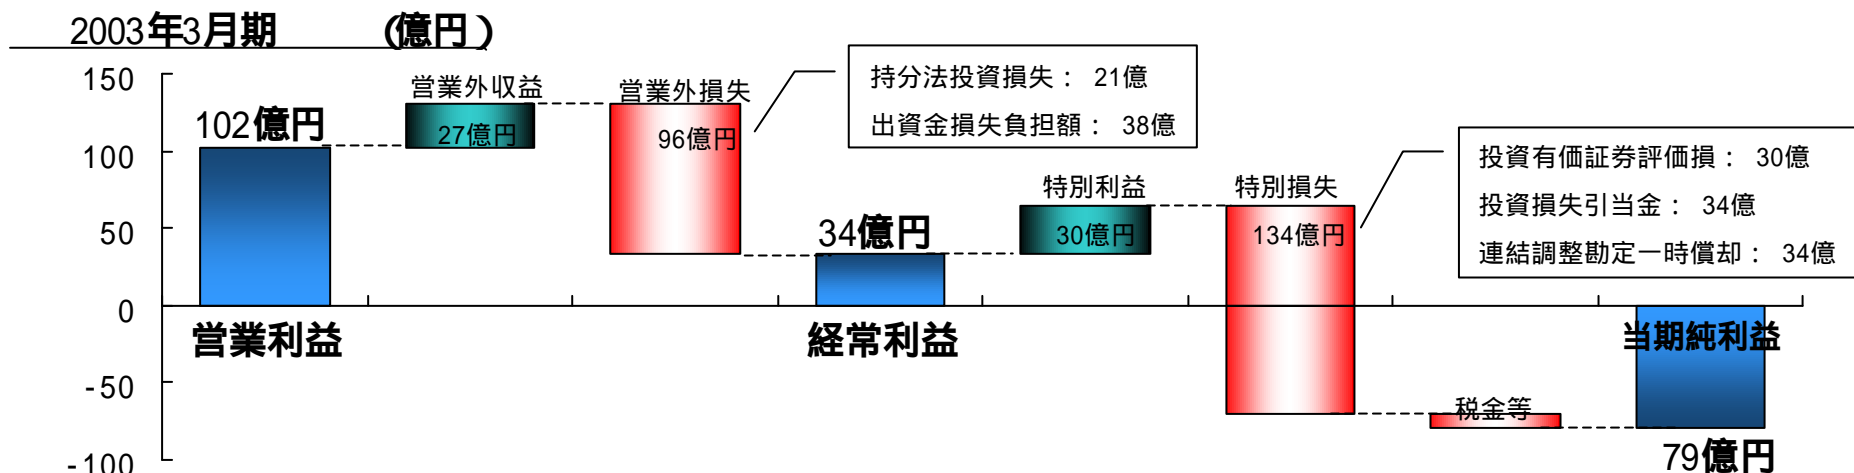 2003年3月期 (億円)
150
100
50
0
-50
-100
102億円
営業利益
営業外収益
27億円
営業外損失
96億円
持分法投資損失： 21億
出資金損失負担額： 38億
34億円
経常利益
特別利益
30億円
特別損失
134億円
投資有価証券評価損： 30億
投資損失引当金： 34億
連結調整勘定一時償却： 34億
税金等
当期純利益
79億円